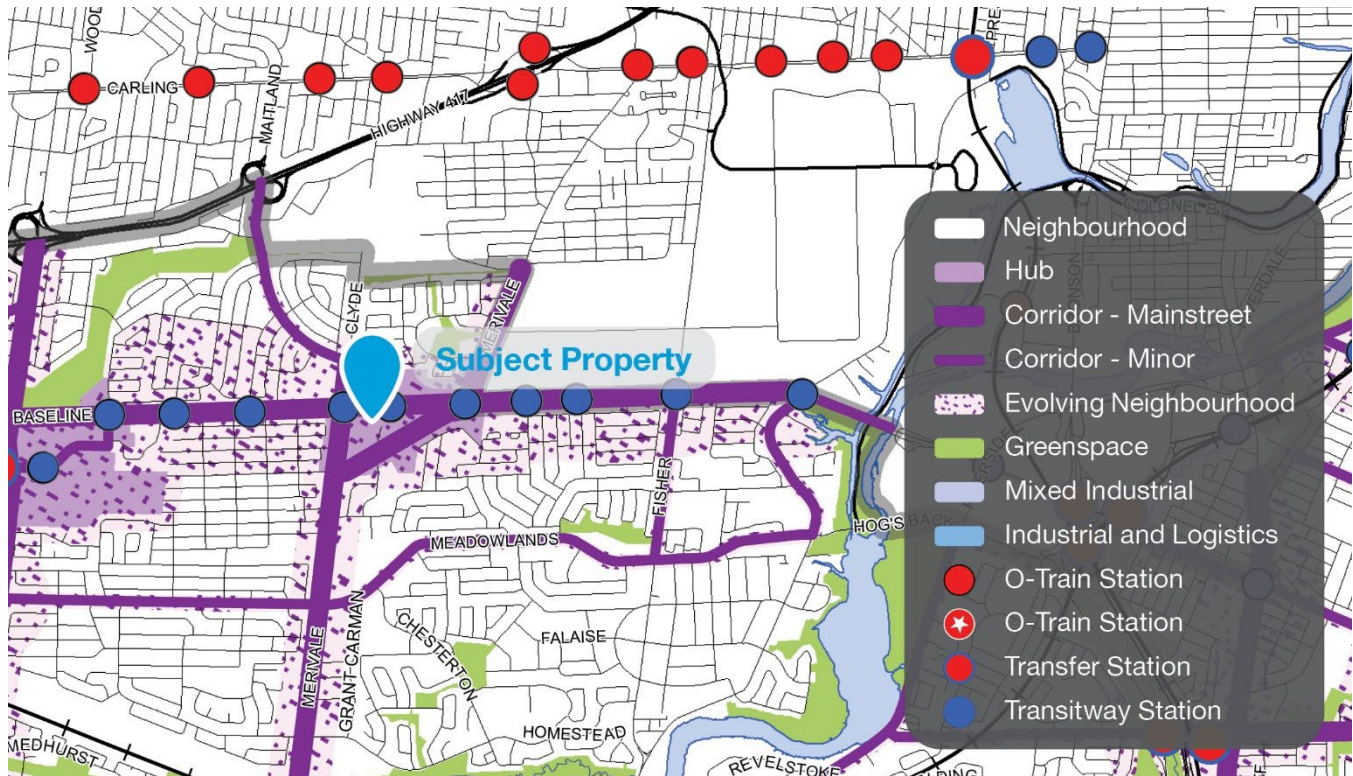 WOOD
CARLING
MAITLAND
HIGHWAY 417
PRE
COLONEL B
CLYDE
MERIVALE
Subject Property
BASELINE
FISHER
MEADOWLANDS
HOG'S BACK
MERIVALE
GRANT CARMAN
CHESTERTON
FALAISE
HOMESTEAD
MEDHURST
REVELSTOKE
Neighbourhood
Hub
Corridor - Mainstreet
Corridor - Minor
Evolving Neighbourhood
Greenspace
Mixed Industrial
Industrial and Logistics
O-Train Station
O-Train Station
Transfer Station
Transitway Station